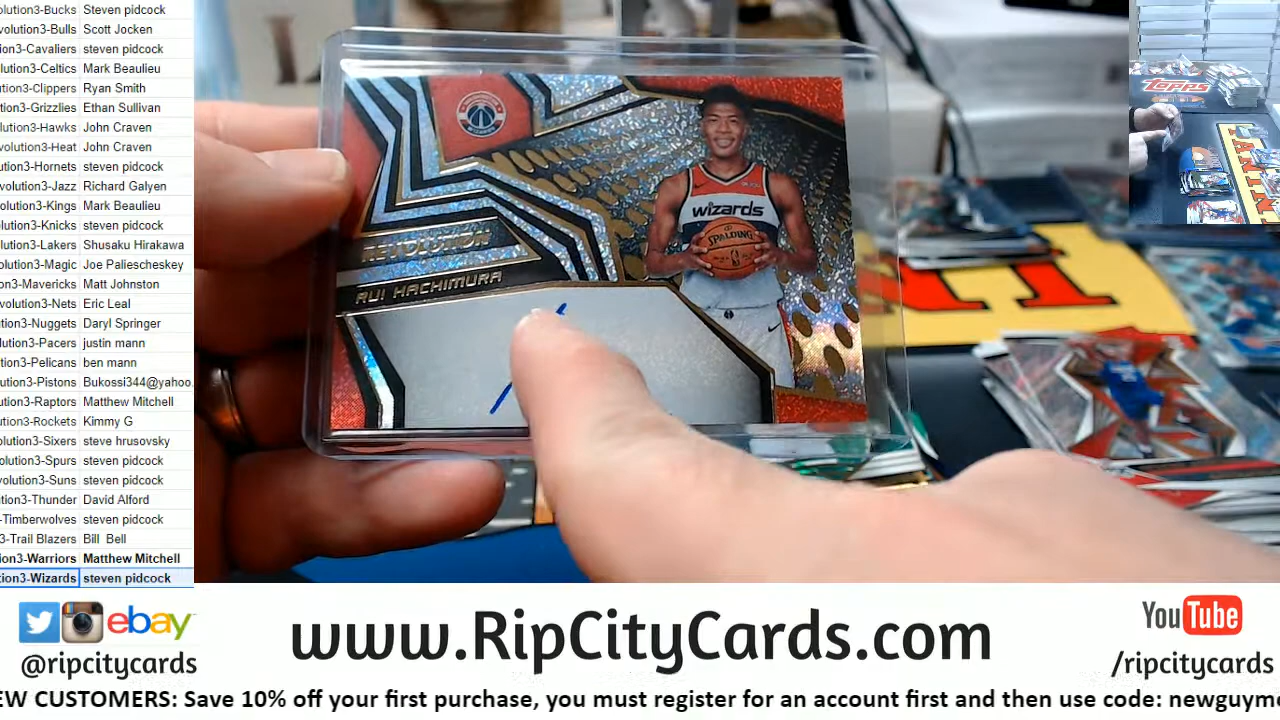 olution3-Bucks Steven pidcock
volution3-Bulls Scott Jocken
ion3-Cavaliers steven pidcock
lution3-Celtics Mark Beaulieu
ution3-Clippers Ryan Smith
tion3-Grizzlies Ethan Sullivan
lution3-Hawks John Craven
volution3-Heat John Craven
ution3-Hornets steven pidcock
evolution3-Jazz Richard Galyen
olution3-Kings Mark Beaulieu
olution3-Knicks steven pidcock
olution3-Lakers Shusaku Hirakawa
olution3-Magic Joe Paliescheskey
on3-Mavericks Matt Johnston
evolution3-Nets Eric Leal
tion3-Nuggets Daryl Springer
ution3-Pacers justin mann
tion3-Pelicans ben mann
ution3-Pistons Bukossi344@yahoo.
ution3-Raptors Matthew Mitchell
ution3-Rockets Kimmy G
olution3-Sixers steve hrusovsky
olution3-Spurs steven pidcock
olution3-Suns steven pidcock
tion3-Thunder David Alford
-Timberwolves steven pidcock
3-Trail Blazers Bill Bell
ion3-Warriors Matthew Mitchell
tion3-Wizards steven pidcock
REVOLUTION
RUI HACHIMURA
wizards
SPALDING
TOPPS
PANINI
ebay
@ripcitycards
www.RipCityCards.com
YouTube
/ripcitycards
EW CUSTOMERS: Save 10% off your first purchase, you must register for an account first and then use code: newguym